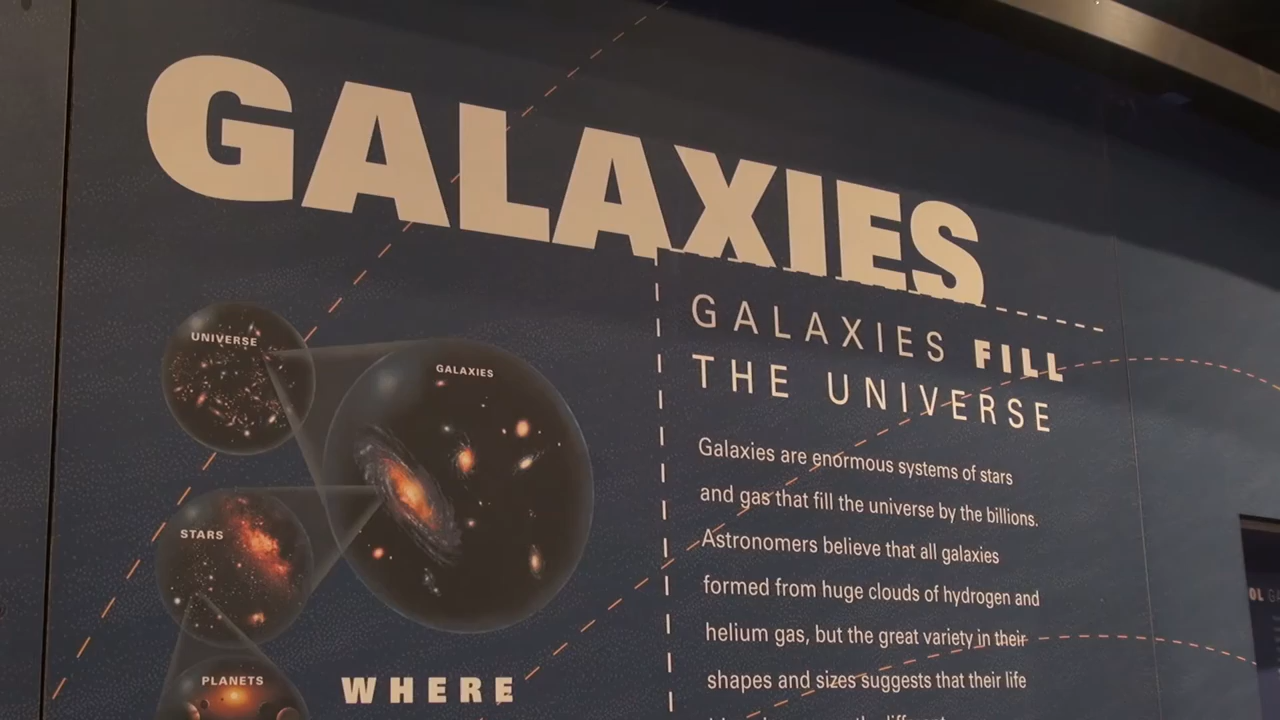 GALAXIES
UNIVERSE
GALAXIES
STARS
PLANETS
WHERE
GALAXIES FILL
THE UNIVERSE
Galaxies are enormous systems of stars
and gas that fill the universe by the billions.
Astronomers believe that all galaxies
formed from huge clouds of hydrogen and
helium gas, but the great variety in their
shapes and sizes suggests that their life